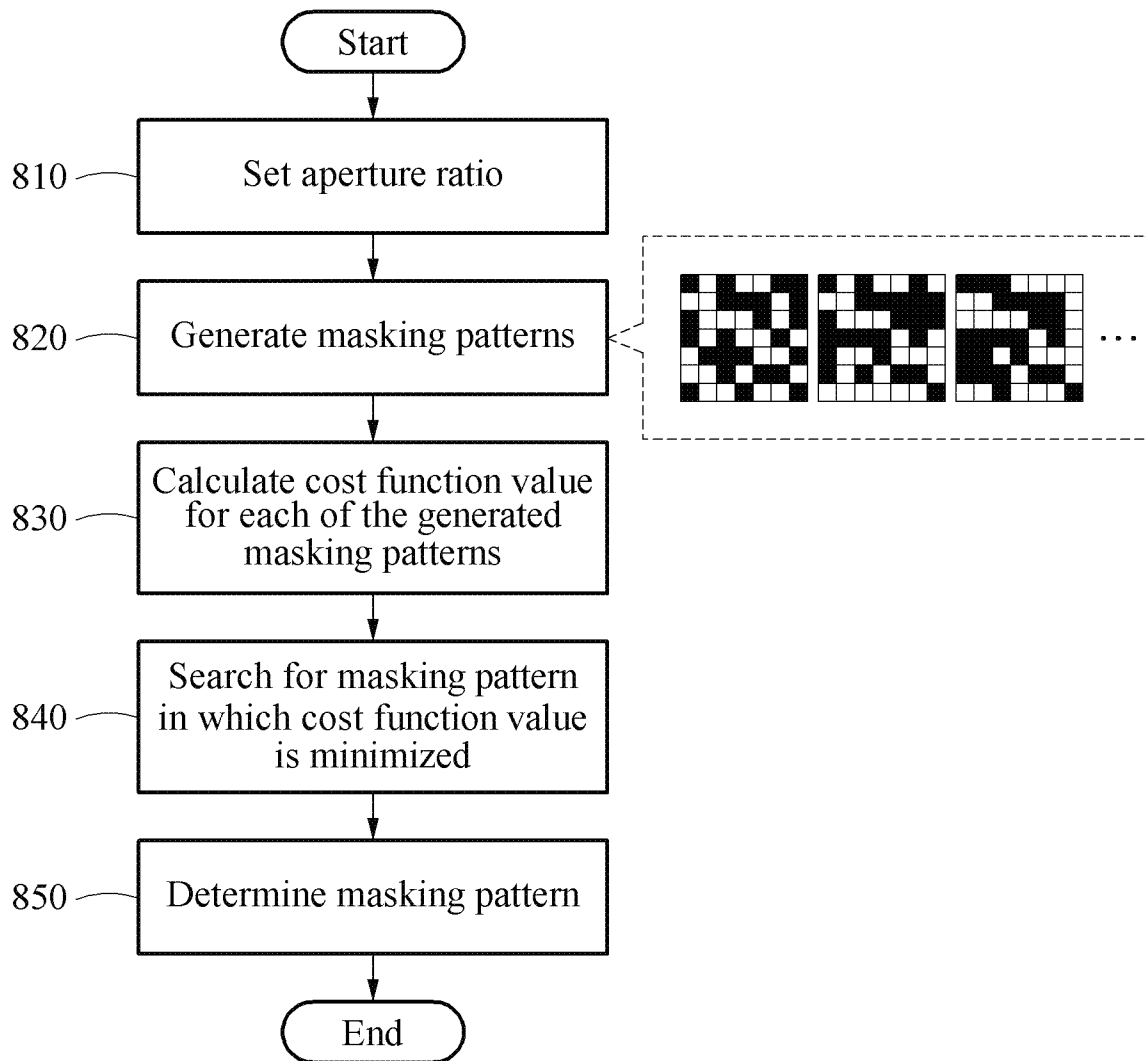 Start
810
Set aperture ratio
820
Generate masking patterns
...
830
Calculate cost function value
for each of the generated
masking patterns
840
Search for masking pattern
in which cost function value
is minimized
850
Determine masking pattern
End